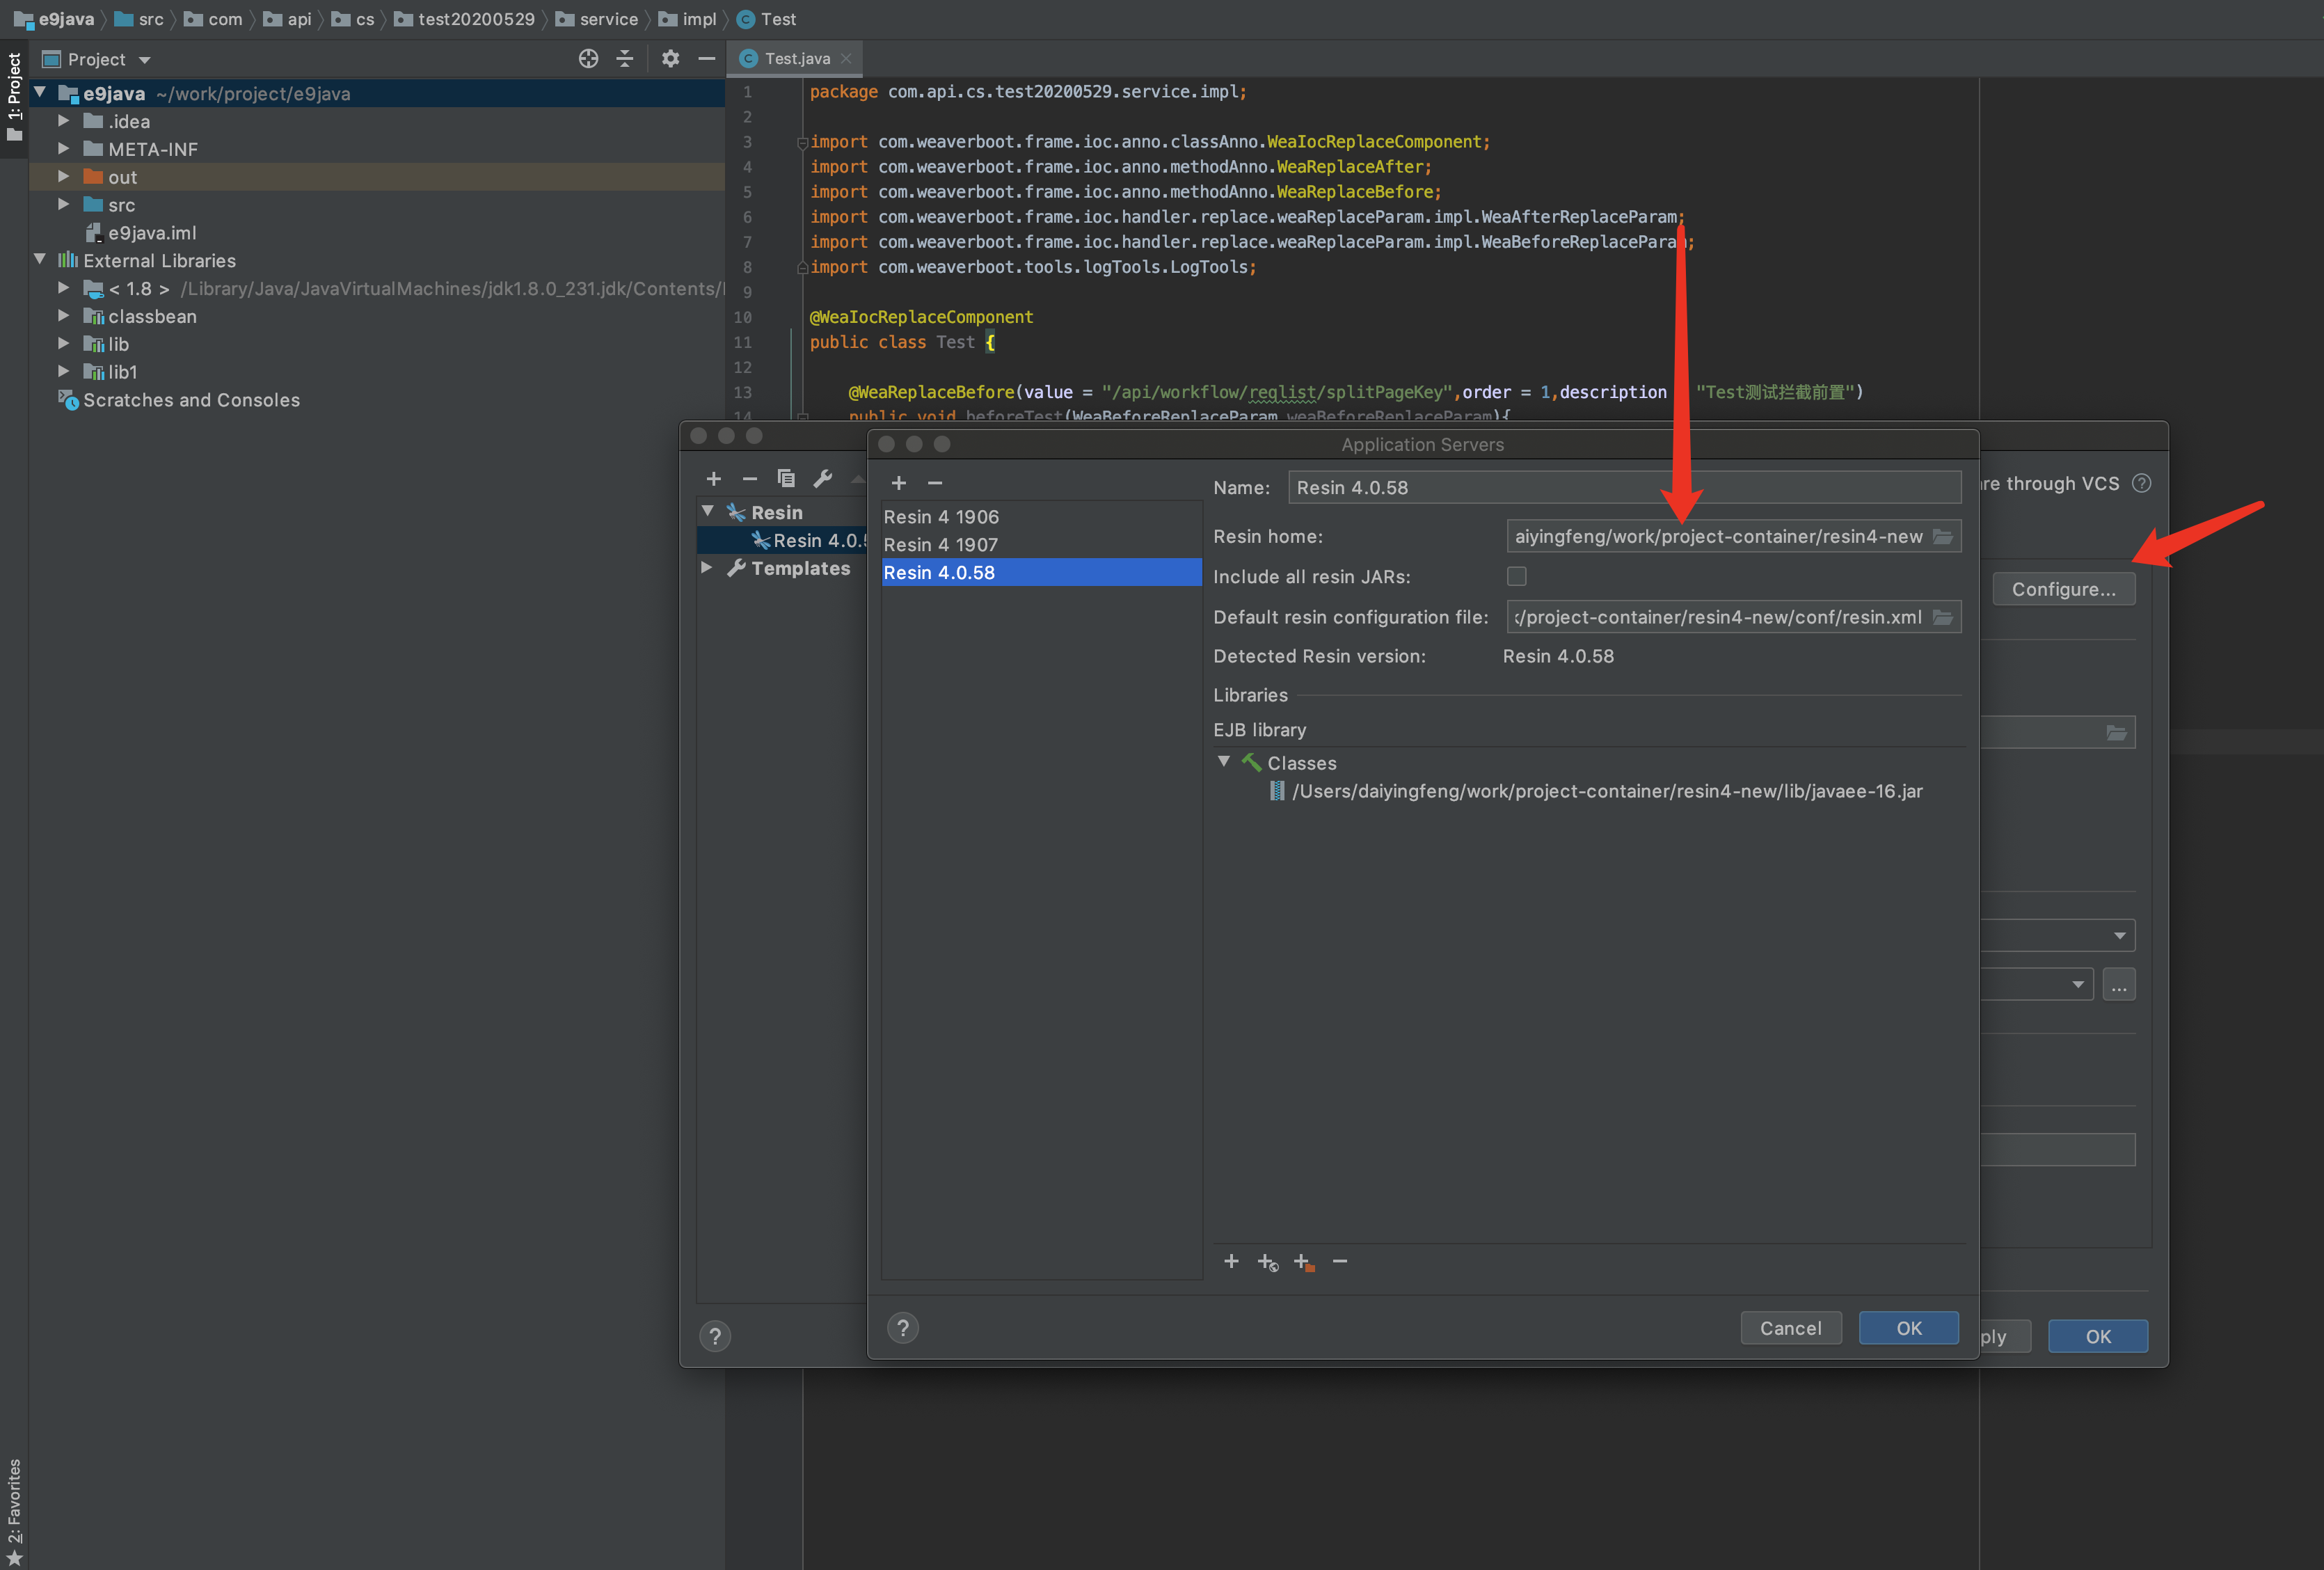 e9java src com api cs test20200529 service impl Test
1: Project
Project
Test.java
e9java ~/work/project/e9java
.idea
META-INF
out
src
e9java.iml
External Libraries
< 1.8 > /Library/Java/JavaVirtualMachines/jdk1.8.0_231.jdk/Contents/
classbean
lib
lib1
Scratches and Consoles
2: Favorites
1 package com.api.cs.test20200529.service.impl;
2
3 import com.weaverboot.frame.ioc.anno.classAnno.WeaIocReplaceComponent;
4 import com.weaverboot.frame.ioc.anno.methodAnno.WeaReplaceAfter;
5 import com.weaverboot.frame.ioc.anno.methodAnno.WeaReplaceBefore;
6 import com.weaverboot.frame.ioc.handler.replace.weaReplaceParam.impl.WeaAfterReplaceParam;
7 import com.weaverboot.frame.ioc.handler.replace.weaReplaceParam.impl.WeaBeforeReplaceParam;
8 import com.weaverboot.tools.logTools.LogTools;
9
10 @WeaIocReplaceComponent
11 public class Test {
12
13 @WeaReplaceBefore(value = "/api/workflow/reqlist/splitPageKey",order = 1,description "Test测试拦截前置")
14 public void beforeTest(WeaBeforeReplaceParam weaBeforeReplaceParam){
Resin
Resin 4.0.5
Templates
?
Application Servers
Resin 4 1906
Resin 4 1907
Resin 4.0.58
Name: Resin 4.0.58
Resin home: aiyingfeng/work/project-container/resin4-new
Include all resin JARs:
Default resin configuration file: /project-container/resin4-new/conf/resin.xml
Detected Resin version: Resin 4.0.58
Libraries
EJB library
Classes
/Users/daiyingfeng/work/project-container/resin4-new/lib/javaee-16.jar
?
Cancel OK
re through VCS ?
Configure...
...
ply OK